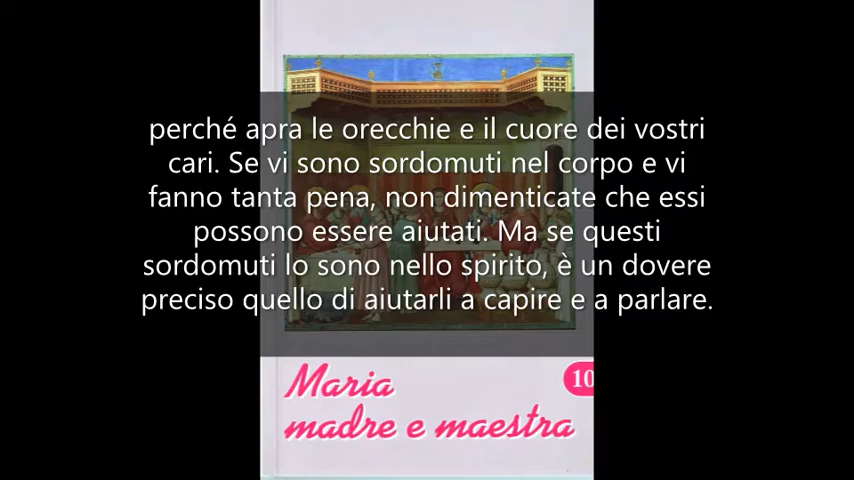 perché apra le orecchie e il cuore dei vostri
cari. Se vi sono sordomuti nel corpo e vi
fanno tanta pena, non dimenticate che essi
possono essere aiutati. Ma se questi
sordomuti lo sono nello spirito, è un dovere
preciso quello di aiutarli a capire e a parlare.
Maria
10
madre e maestra